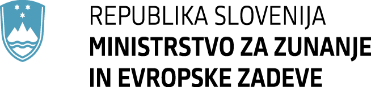 REPUBLIKA SLOVENIJA
MINISTRSTVO ZA ZUNANJE
IN EVROPSKE ZADEVE